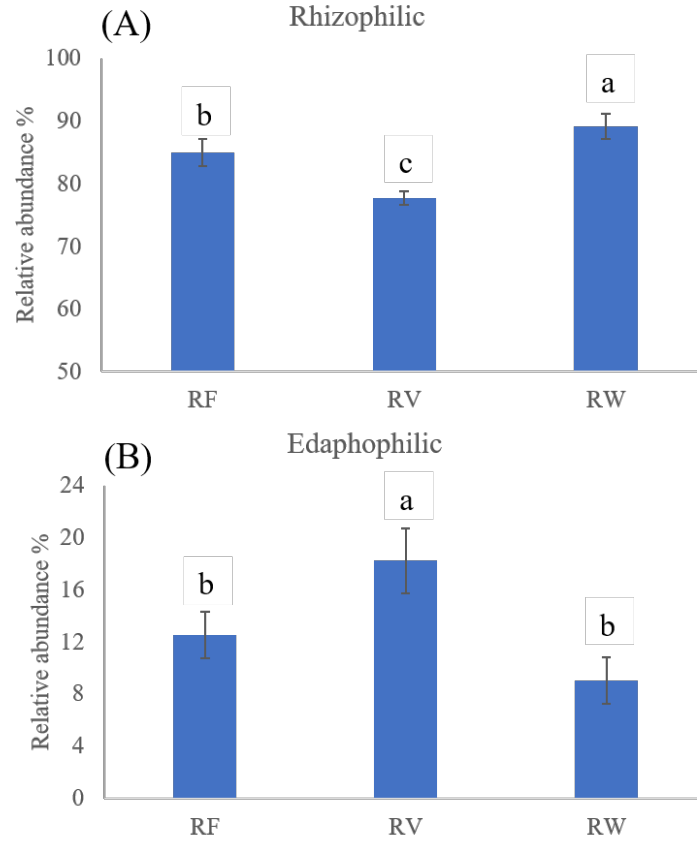 (A)
Rhizophilic
Relative abundance %
100
90
80
70
60
50
b
c
a
RF
RV
RW
(B)
Edaphophilic
Relative abundance %
24
20
16
12
8
4
0
b
a
b
RF
RV
RW